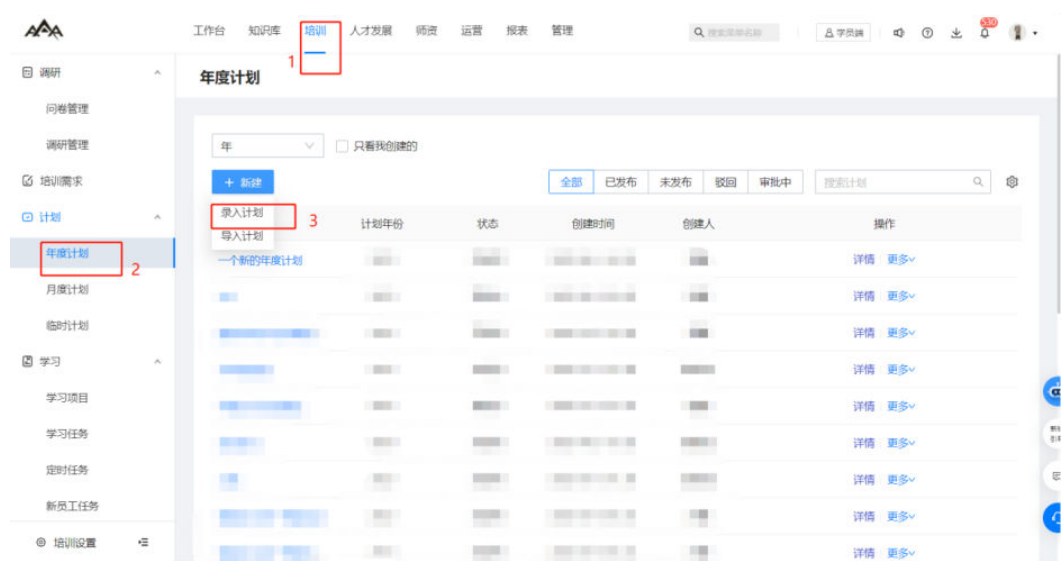 工作台 知识库 培训 人才发展 师资 运营 报表 管理 搜索菜单名称 学员端 530
1
调研
问卷管理
调研管理
培训需求
计划
年度计划
2
月度计划
临时计划
学习
学习项目
学习任务
定时任务
新员工任务
培训设置
年度计划
年 只看我创建的
+ 新建 全部 已发布 未发布 驳回 审批中 搜索计划
录入计划
3
导入计划
计划年份 状态 创建时间 创建人 操作
一个新的年度计划 详情 更多
详情 更多
详情 更多
详情 更多
详情 更多
详情 更多
详情 更多
详情 更多
详情 更多